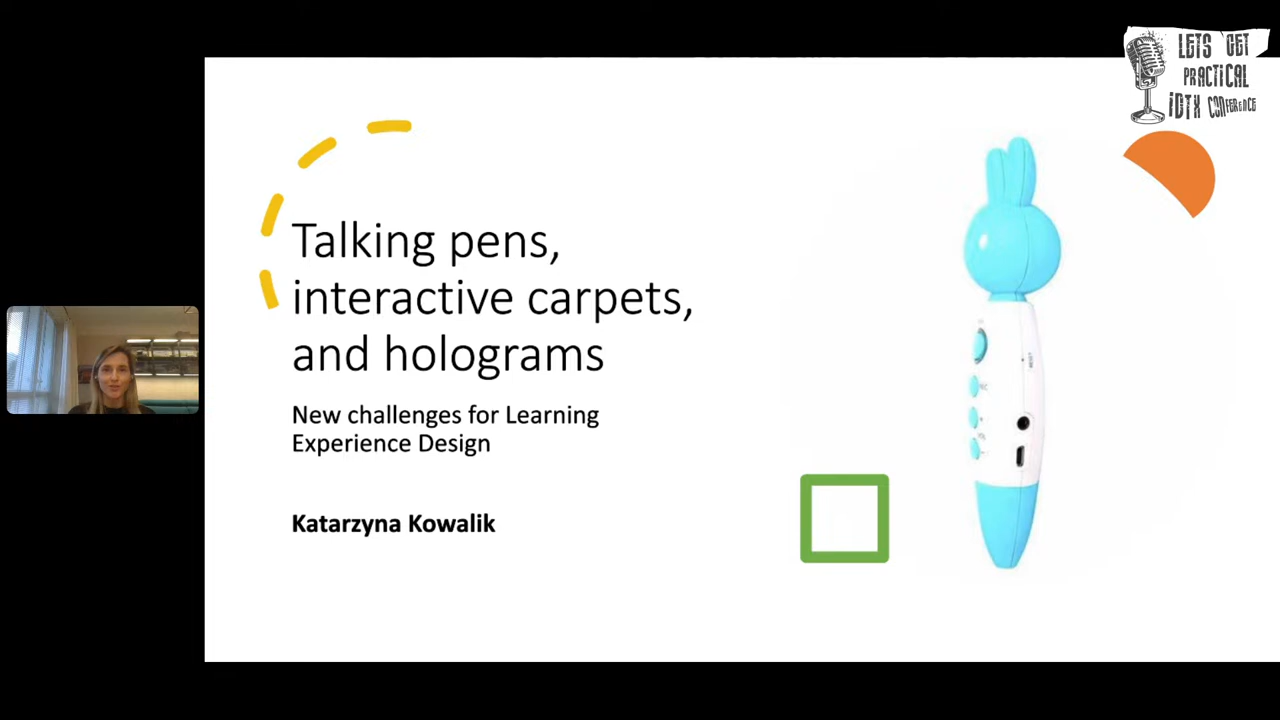 LETS GET
PRACTICAL
iDTX CONFERENCE
Talking pens,
interactive carpets,
and holograms
New challenges for Learning
Experience Design
Katarzyna Kowalik